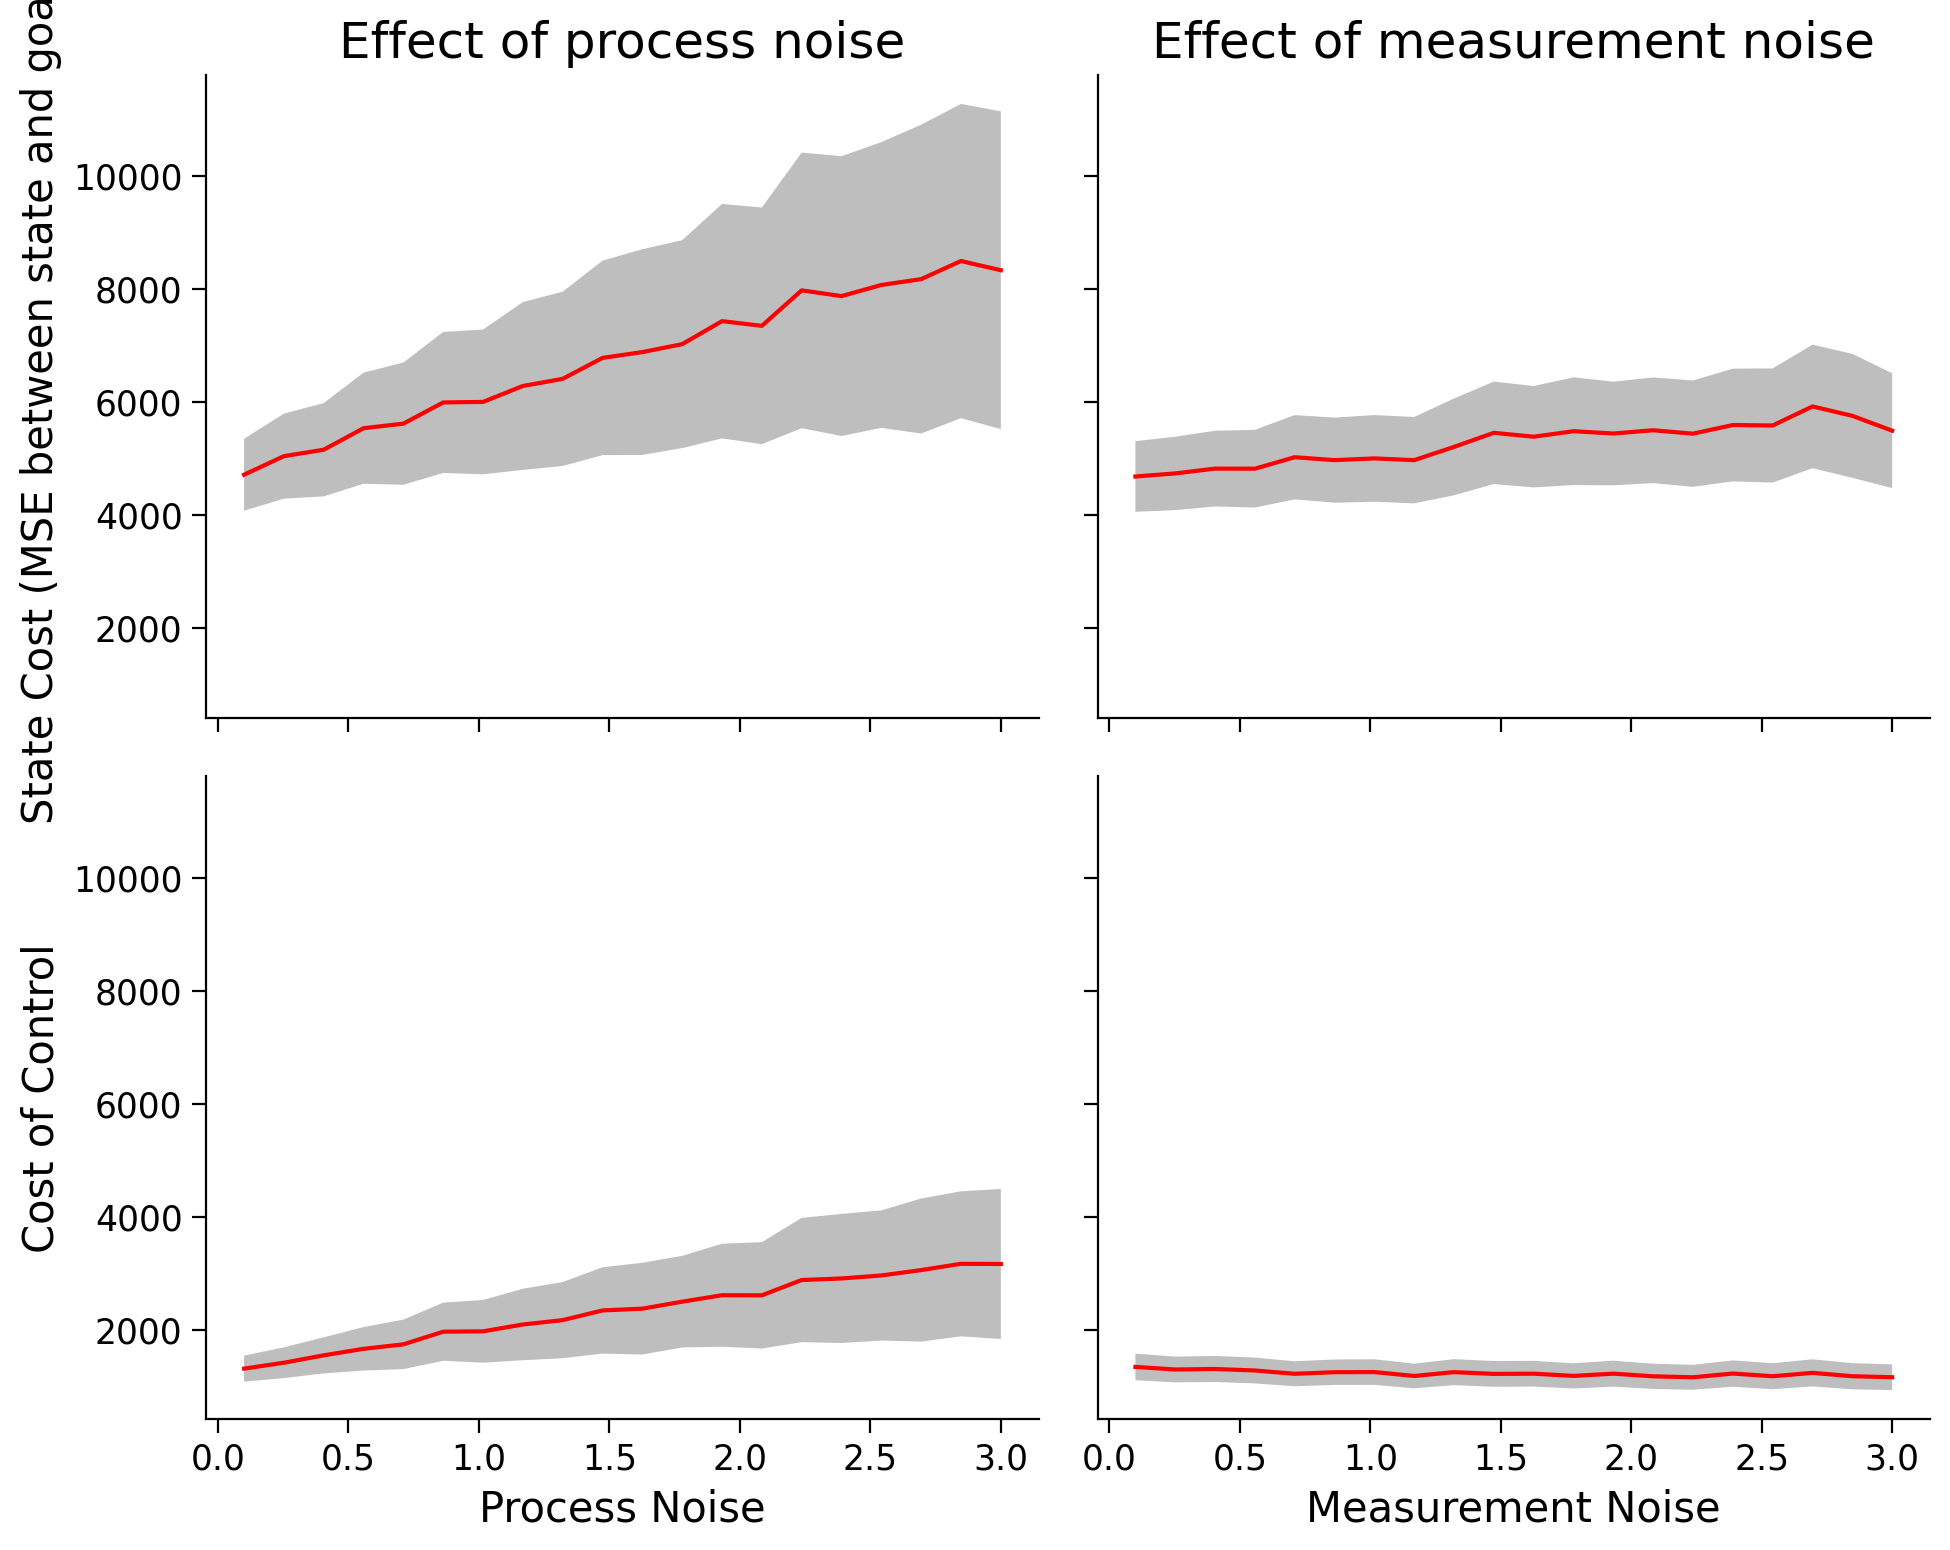 Effect of process noise
Effect of measurement noise
State Cost (MSE between state and
10000
8000
6000
4000
2000
Cost of Control
10000
8000
6000
4000
2000
0.0 0.5 1.0 1.5 2.0 2.5 3.0
0.0 0.5 1.0 1.5 2.0 2.5 3.0
Process Noise
Measurement Noise